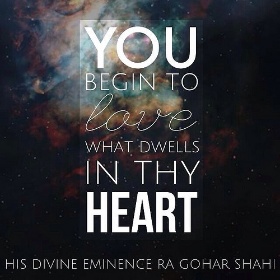 YOU
BEGIN TO
love
WHAT DWELLS
IN THY
HEART
HIS DIVINE EMINENCE RA GOHAR SHAHI